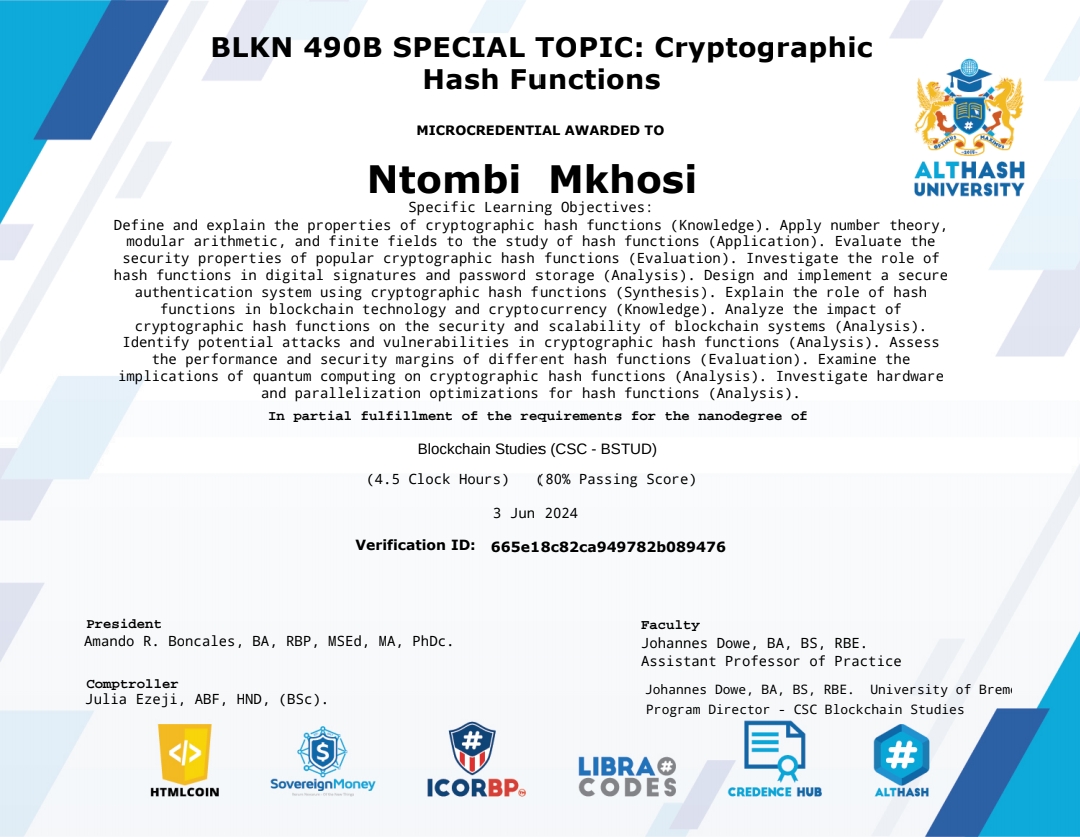 BLKN 490B SPECIAL TOPIC: Cryptographic
Hash Functions
MICROCREDENTIAL AWARDED TO
ALTHASH
UNIVERSITY
Ntombi Mkhosi
Specific Learning Objectives:
Define and explain the properties of cryptographic hash functions (Knowledge). Apply number theory,
modular arithmetic, and finite fields to the study of hash functions (Application). Evaluate the
security properties of popular cryptographic hash functions (Evaluation). Investigate the role of
hash functions in digital signatures and password storage (Analysis). Design and implement a secure
authentication system using cryptographic hash functions (Synthesis). Explain the role of hash
functions in blockchain technology and cryptocurrency (Knowledge). Analyze the impact of
cryptographic hash functions on the security and scalability of blockchain systems (Analysis).
Identify potential attacks and vulnerabilities in cryptographic hash functions (Analysis). Assess
the performance and security margins of different hash functions (Evaluation). Examine the
implications of quantum computing on cryptographic hash functions (Analysis). Investigate hardware
and parallelization optimizations for hash functions (Analysis).
In partial fulfillment of the requirements for the nanodegree of
Blockchain Studies (CSC - BSTUD)
(4.5 Clock Hours) (80% Passing Score)
3 Jun 2024
Verification ID: 665e18c82ca949782b089476
President
Amando R. Boncales, BA, RBP, MSEd, MA, PhDc.
Comptroller
Julia Ezeji, ABF, HND, (BSc).
Faculty
Johannes Dowe, BA, BS, RBE.
Assistant Professor of Practice
Johannes Dowe, BA, BS, RBE. University of Breme
Program Director - CSC Blockchain Studies
HTMLCOIN
SovereignMoney
ICORBP
LIBRA#
CODES
CREDENCE HUB
#
ALTHASH